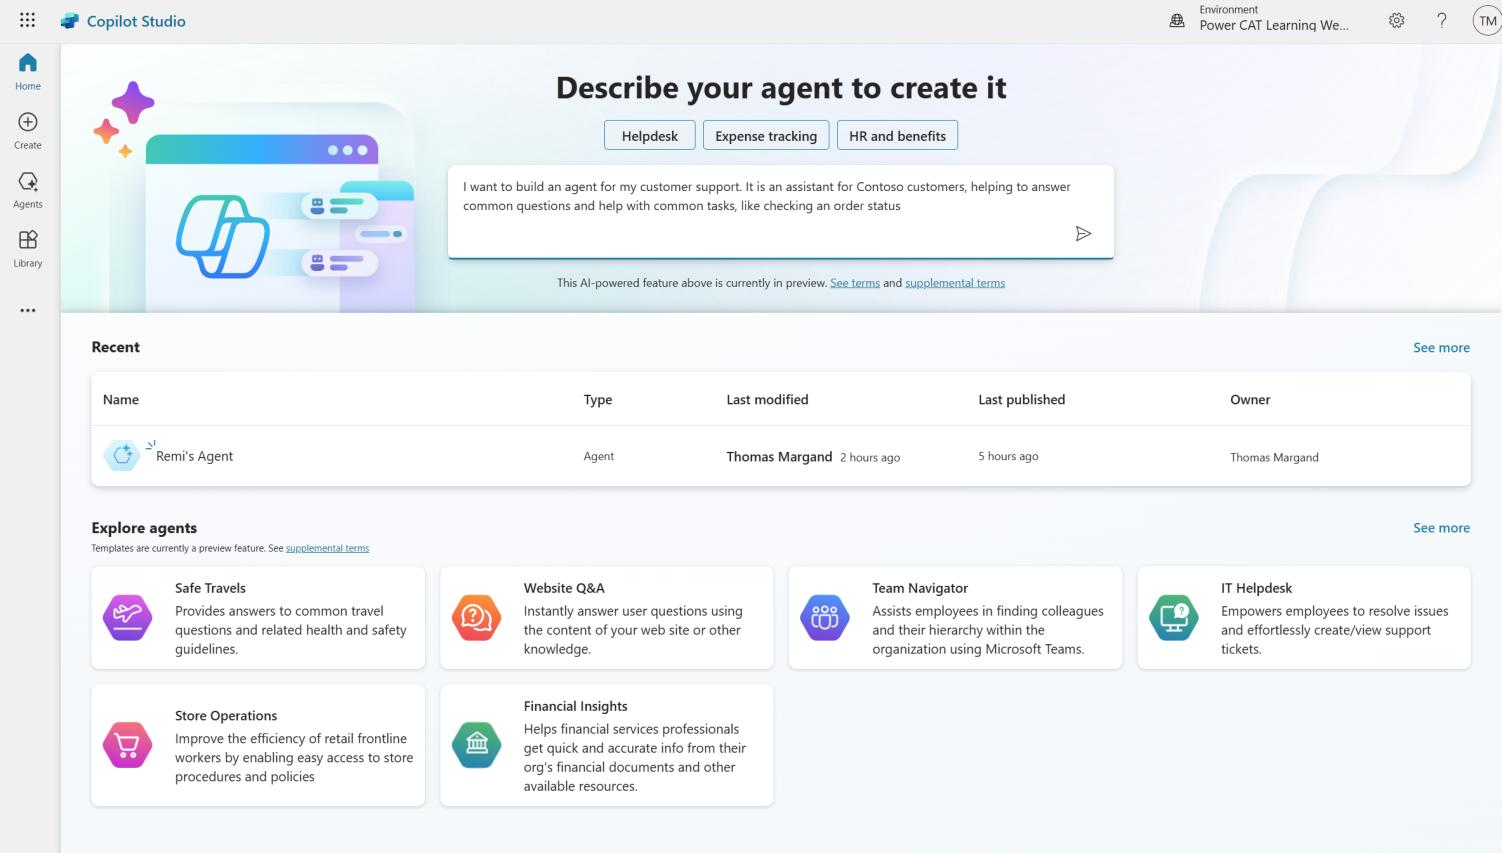 Copilot Studio
Environment
Power CAT Learning We...
?
TM
Home
Create
Agents
Library
Describe your agent to create it
Helpdesk
Expense tracking
HR and benefits
I want to build an agent for my customer support. It is an assistant for Contoso customers, helping to answer
common questions and help with common tasks, like checking an order status
This AI-powered feature above is currently in preview. See terms and supplemental terms
Recent
See more
Name
Type
Last modified
Last published
Owner
Remi's Agent
Agent
Thomas Margand 2 hours ago
5 hours ago
Thomas Margand
Explore agents
See more
Templates are currently a preview feature. See supplemental terms
Safe Travels
Provides answers to common travel
questions and related health and safety
guidelines.
Website Q&A
Instantly answer user questions using
the content of your web site or other
knowledge.
Team Navigator
Assists employees in finding colleagues
and their hierarchy within the
organization using Microsoft Teams.
IT Helpdesk
Empowers employees to resolve issues
and effortlessly create/view support
tickets.
Store Operations
Improve the efficiency of retail frontline
workers by enabling easy access to store
procedures and policies
Financial Insights
Helps financial services professionals
get quick and accurate info from their
org's financial documents and other
available resources.